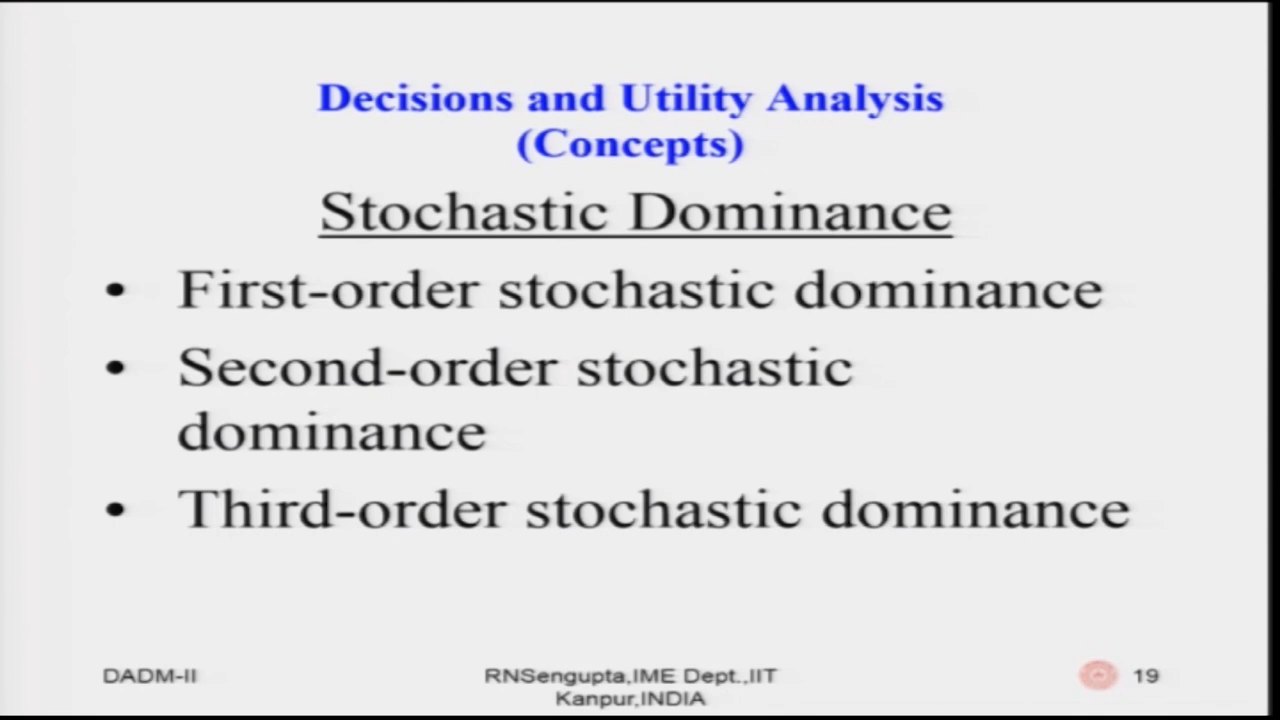 Decisions and Utility Analysis
(Concepts)
Stochastic Dominance
• First-order stochastic dominance
• Second-order stochastic
dominance
• Third-order stochastic dominance
DADM-II
RNSengupta,IME Dept.,IIT
Kanpur,INDIA
19